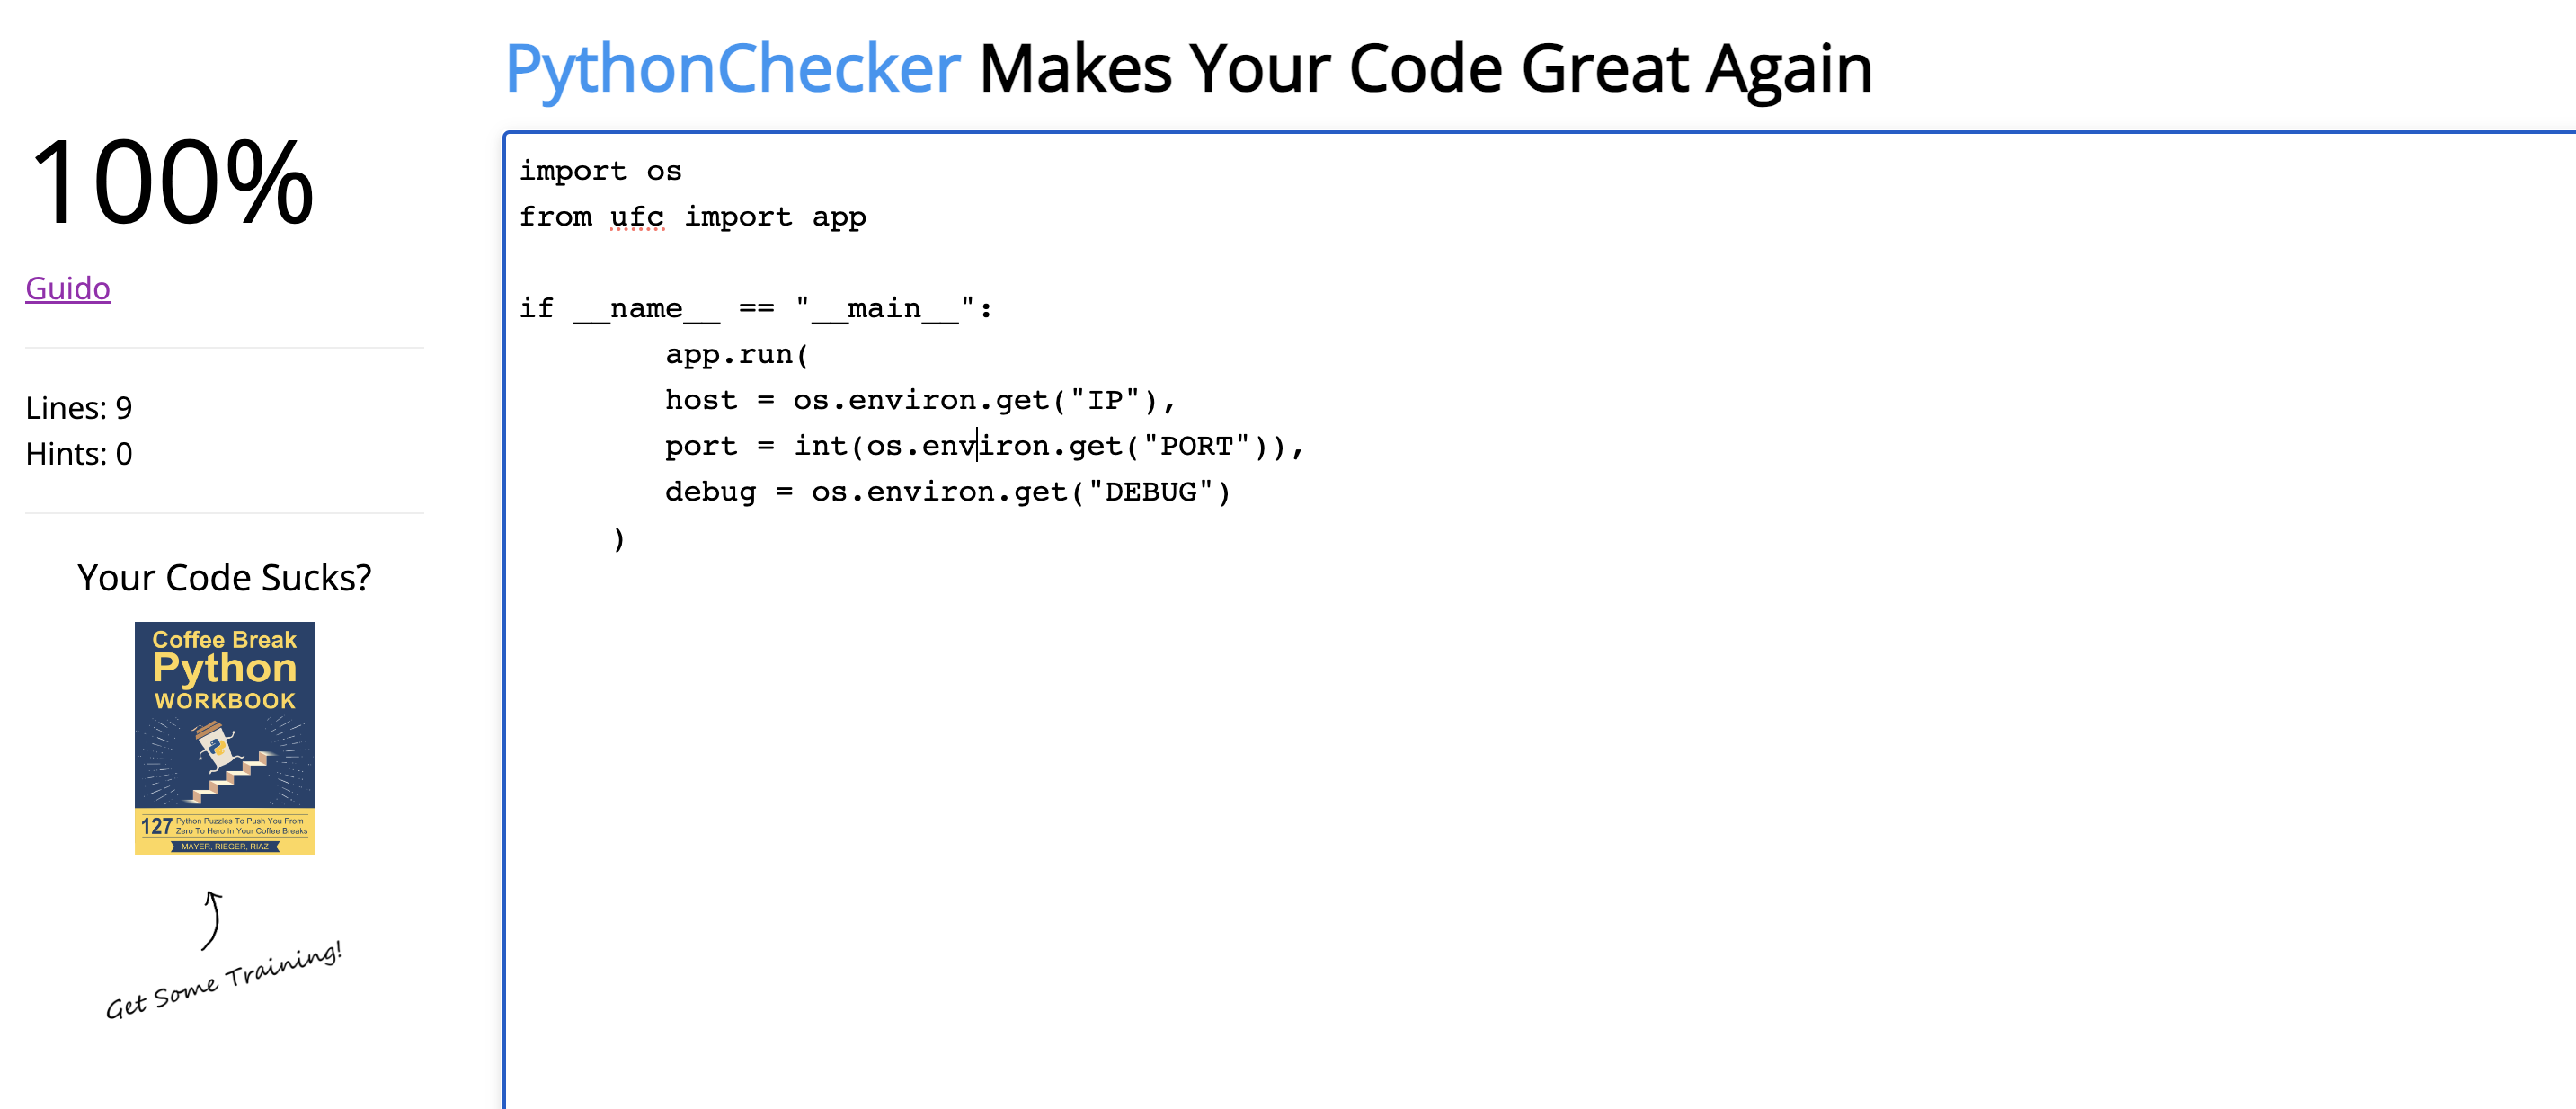 PythonChecker Makes Your Code Great Again
100%
Guido
Lines: 9
Hints: 0
Your Code Sucks?
Coffee Break
Python
WORKBOOK
127 Python Puzzles To Push You From
Zero To Hero In Your Coffee Breaks
MAYER, RIEGER, RIAZ
Get Some Training!
import os
from ufc import app

if __name__ == "__main__":
        app.run(
        host = os.environ.get("IP"),
        port = int(os.environ.get("PORT")),
        debug = os.environ.get("DEBUG")
     )